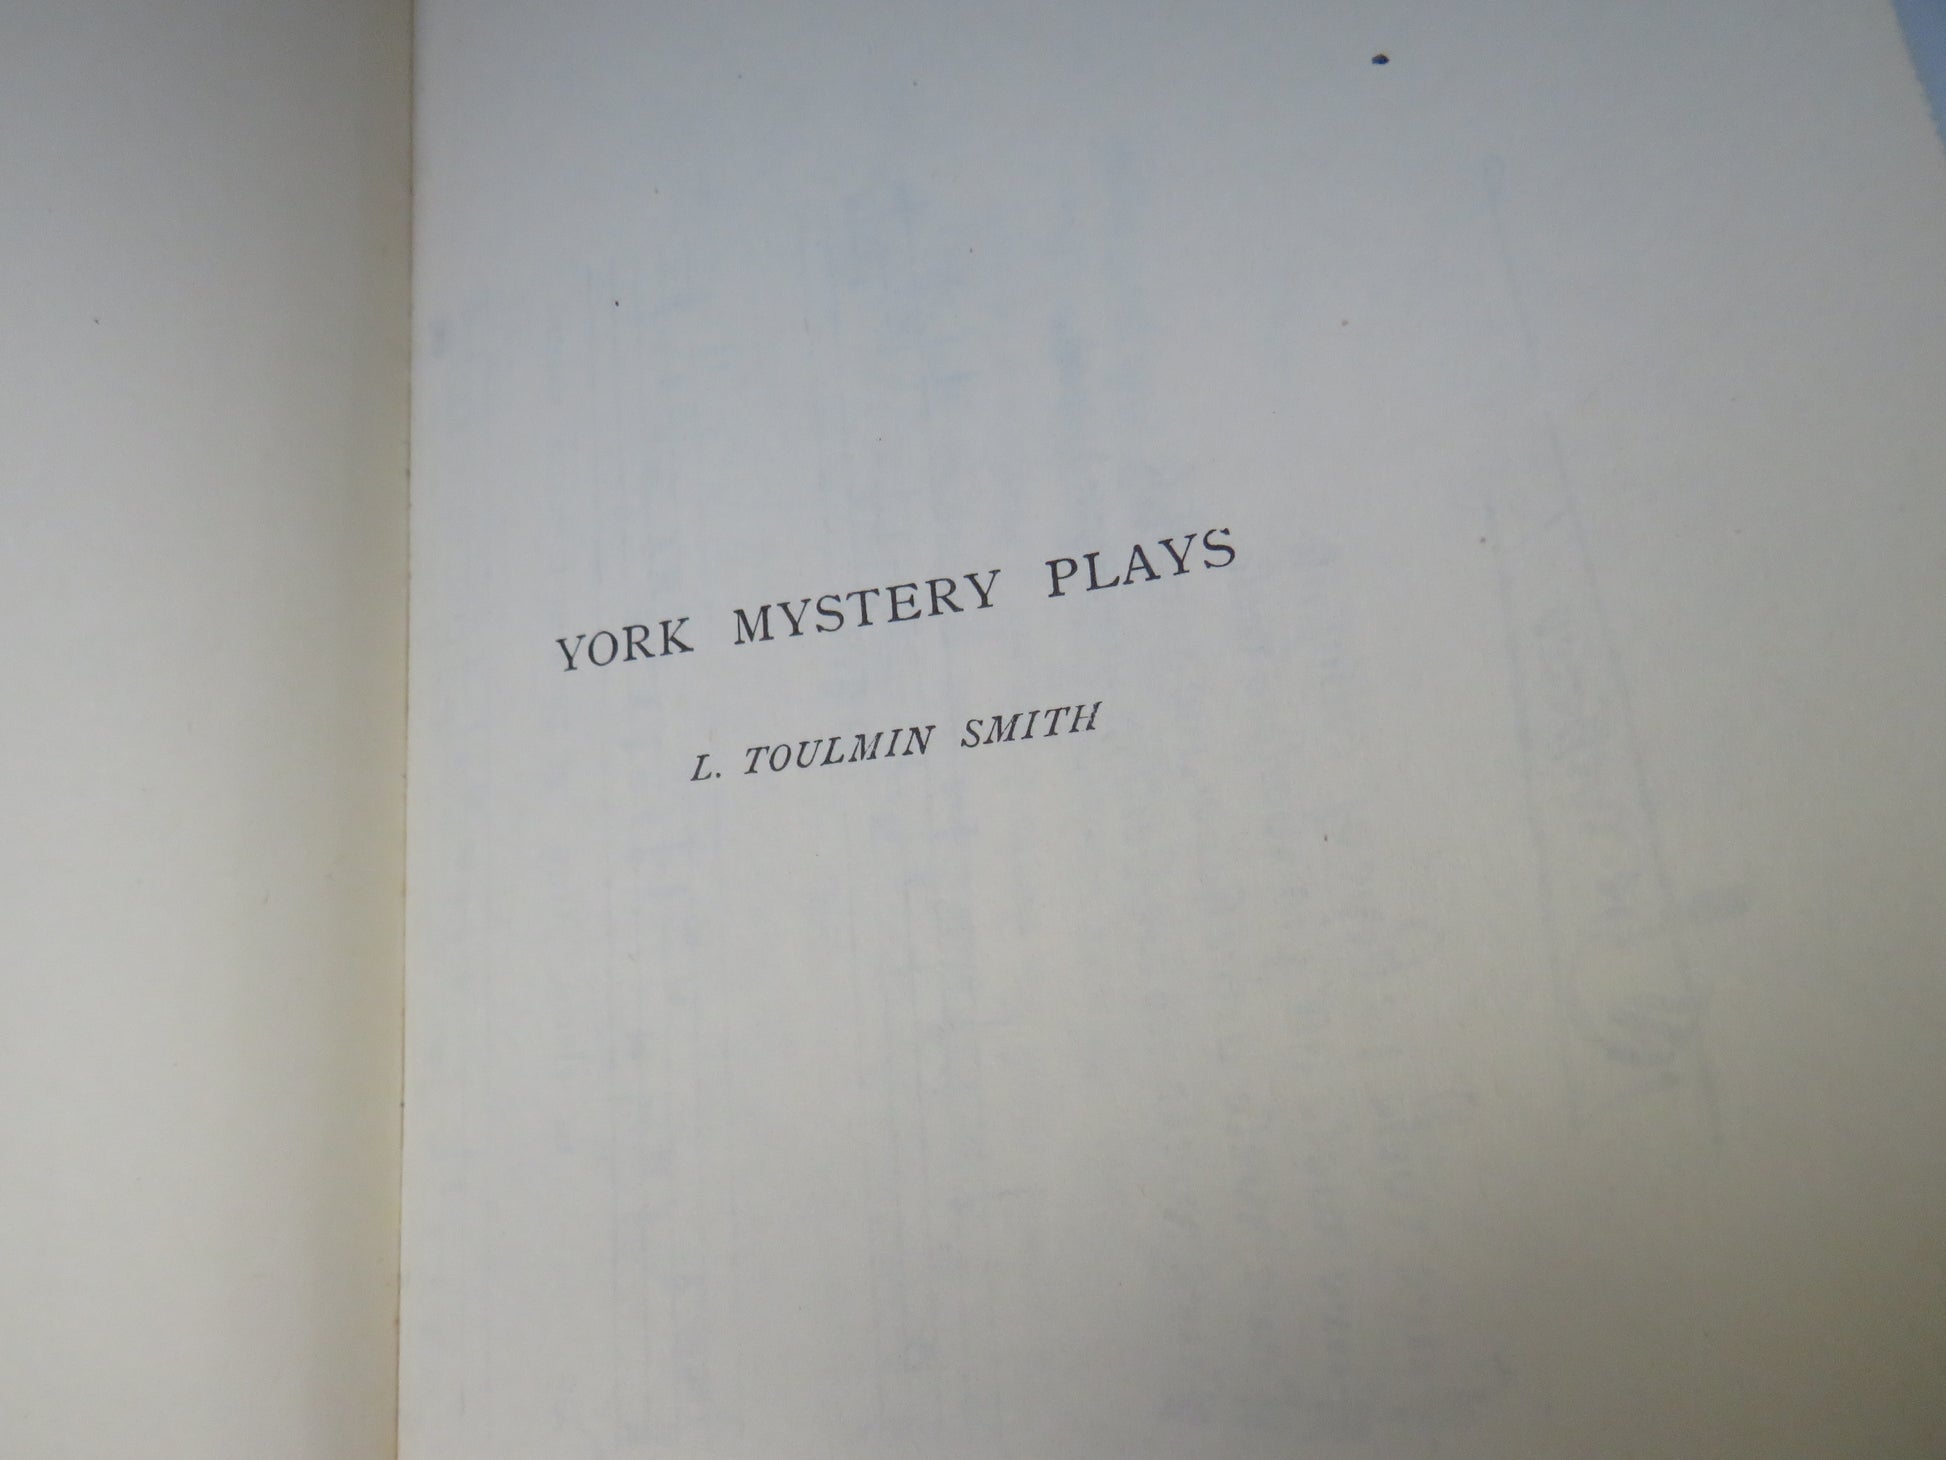 YORK MYSTERY PLAYS
L. TOULMIN SMITH